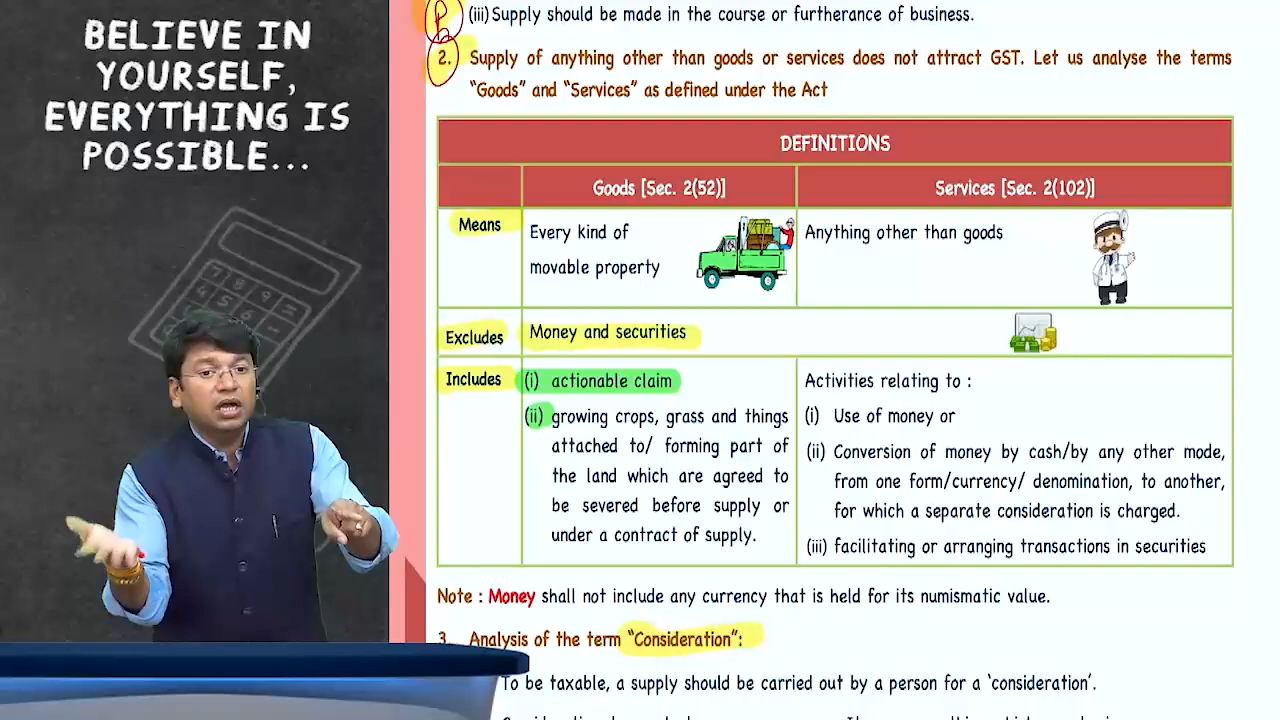 BELIEVE IN
YOURSELF,
EVERYTHING IS
POSSIBLE...
(iii) Supply should be made in the course or furtherance of business.
2. Supply of anything other than goods or services does not attract GST. Let us analyse the terms
“Goods” and “Services” as defined under the Act
DEFINITIONS
Goods [Sec. 2(52)]
Services [Sec. 2(102)]
Means
Every kind of
movable property
Anything other than goods
Excludes
Money and securities
Includes
(i) actionable claim
(ii) growing crops, grass and things
attached to/ forming part of
the land which are agreed to
be severed before supply or
under a contract of supply.
Activities relating to :
(i) Use of money or
(ii) Conversion of money by cash/by any other mode,
from one form/currency/ denomination, to another,
for which a separate consideration is charged.
(iii) facilitating or arranging transactions in securities
Note : Money shall not include any currency that is held for its numismatic value.
3. Analysis of the term “Consideration”:
To be taxable, a supply should be carried out by a person for a ‘consideration’.